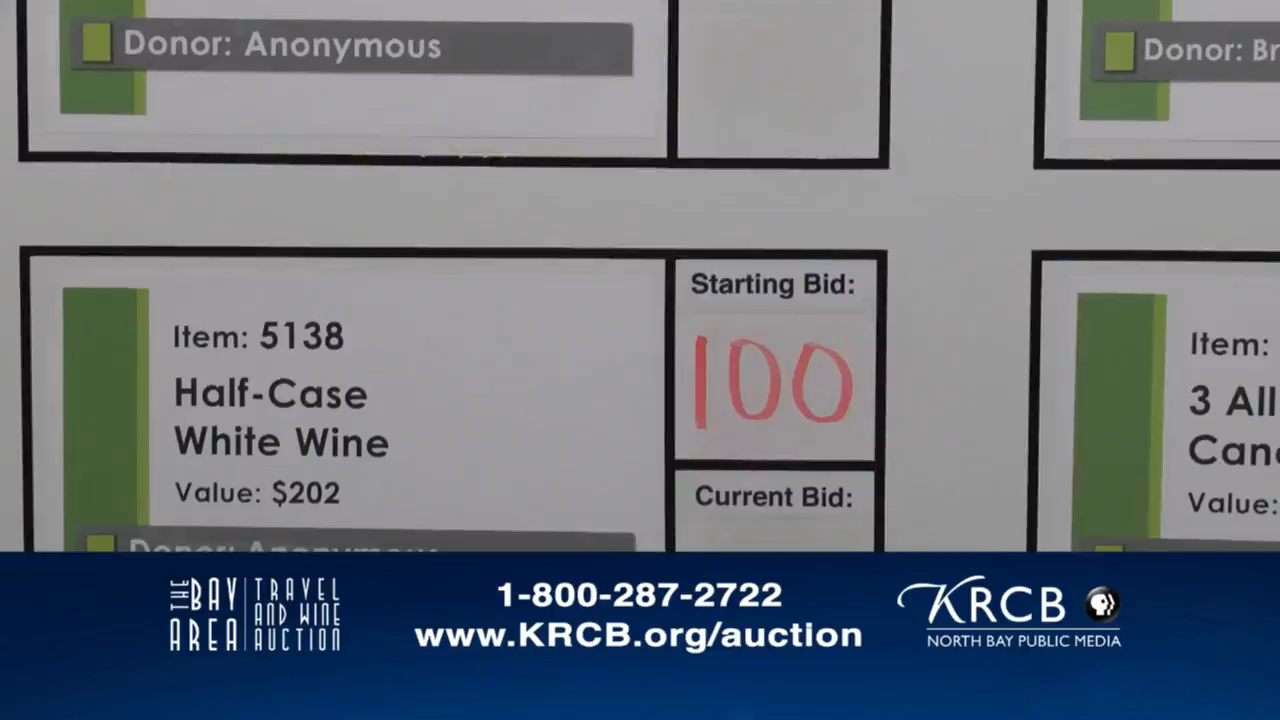 Donor: Anonymous
Donor: Br
Item: 5138
Half-Case
White Wine
Value: $202
Donor: Anonymous
Starting Bid:
100
Current Bid:
Item:
3 All
Can
Value:
THE BAY AREA
TRAVEL AND WINE AUCTION
1-800-287-2722
www.KRCB.org/auction
KRCB
NORTH BAY PUBLIC MEDIA